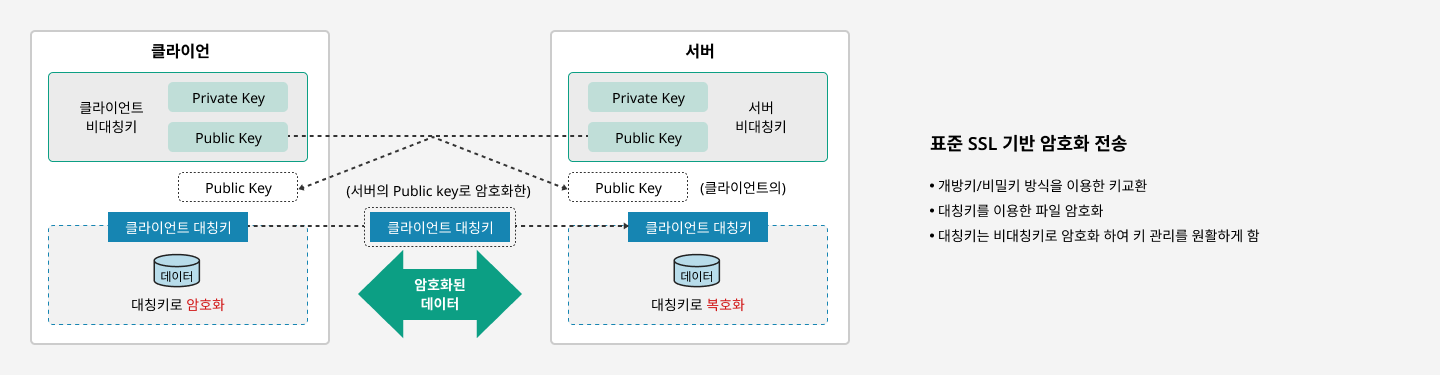 클라이언
클라이언트
비대칭키
Private Key
Public Key
Public Key
클라이언트 대칭키
데이터
대칭키로 암호화
(서버의 Public key로 암호화한)
클라이언트 대칭키
암호화된
데이터
서버
Private Key
Public Key
서버
비대칭키
Public Key
(클라이언트의)
클라이언트 대칭키
데이터
대칭키로 복호화
표준 SSL 기반 암호화 전송
• 개방키/비밀키 방식을 이용한 키교환
• 대칭키를 이용한 파일 암호화
• 대칭키는 비대칭키로 암호화 하여 키 관리를 원활하게 함